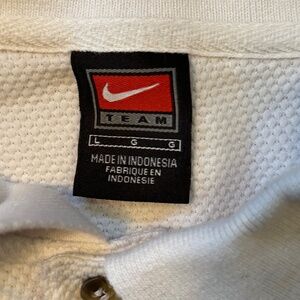 TEAM
L G G
MADE IN INDONESIA
FABRIQUE EN
INDONESIE